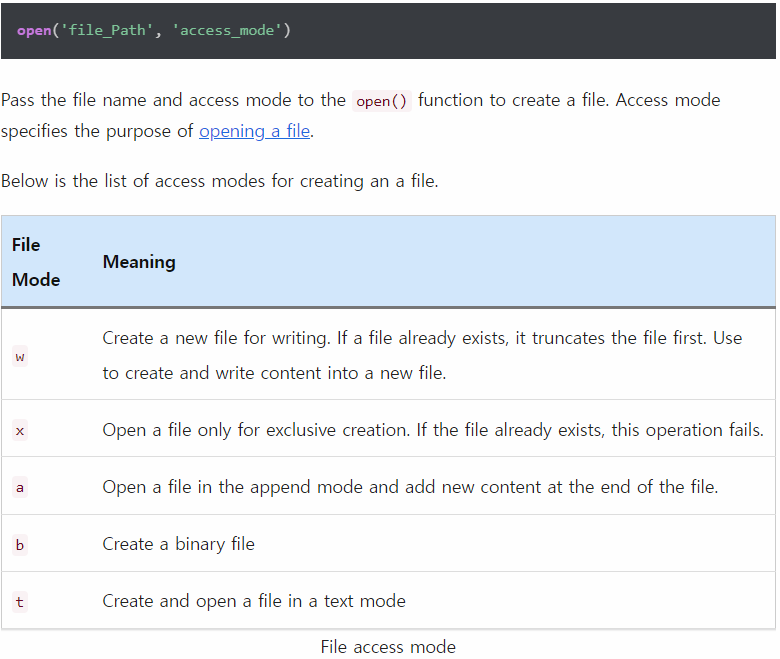 open('file_Path', 'access_mode')
Pass the file name and access mode to the open() function to create a file. Access mode
specifies the purpose of opening a file.
Below is the list of access modes for creating an a file.
File
Mode
Meaning
w
Create a new file for writing. If a file already exists, it truncates the file first. Use
to create and write content into a new file.
x
Open a file only for exclusive creation. If the file already exists, this operation fails.
a
Open a file in the append mode and add new content at the end of the file.
b
Create a binary file
t
Create and open a file in a text mode
File access mode